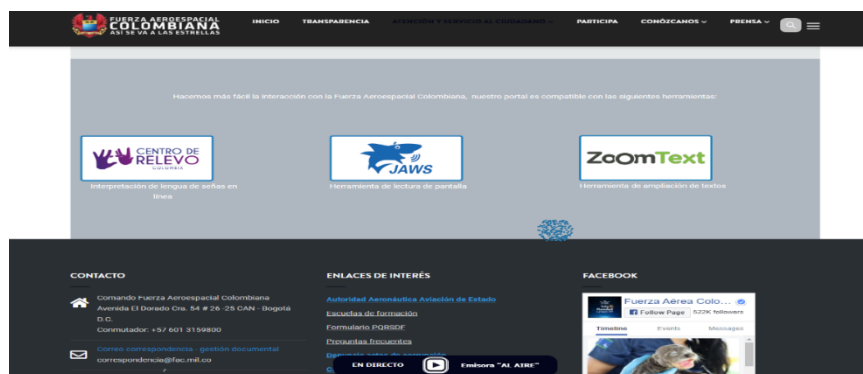 FUERZA AEROESPACIAL
COLOMBIANA
ASÍ SE VA A LAS ESTRELLAS
INICIO
TRANSPARENCIA
ATENCIÓN Y SERVICIO AL CIUDADANO
PARTICIPA
CONÓZCANOS
PRENSA
Hacemos más fácil la interacción con la Fuerza Aeroespacial Colombiana, nuestro portal es compatible con las siguientes herramientas:
CENTRO DE
RELEVO
COLOMBIA
Interpretación de lengua de señas en
línea
JAWS
Herramienta de lectura de pantalla
ZoomText
Herramienta de ampliación de textos
CONTACTO
Comando Fuerza Aeroespacial Colombiana
Avenida El Dorado Cra. 54 # 26 -25 CAN - Bogotá
D.C.
Conmutador: +57 601 3159800
Correo correspondencia - gestión documental
correspondencia@fac.mil.co
ENLACES DE INTERÉS
Autoridad Aeronáutica Aviación de Estado
Escuelas de formación
Formulario PQRSDF
Preguntas frecuentes
EN DIRECTO
Emisora "AL AIRE"
FACEBOOK
Fuerza Aérea Colo...
Follow Page
522K followers
Timeline
Events
Messages